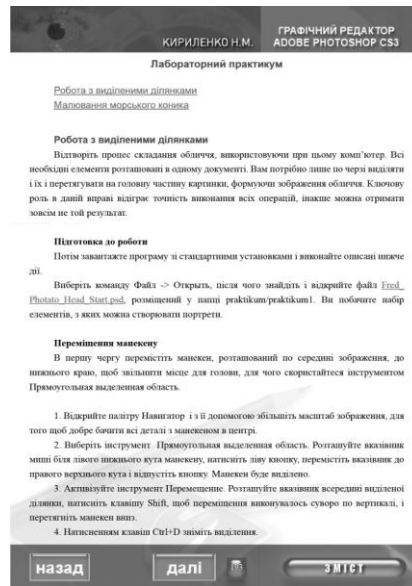 КИРИЛЕНКО Н.М.
ГРАФІЧНИЙ РЕДАКТОР
ADOBE PHOTOSHOP CS3
Лабораторний практикум
Робота з виділеними ділянками
Малювання морського коника
Робота з виділеними ділянками
Відтворіть процес складання обличчя, використовуючи при цьому комп'ютер. Всі
необхідні елементи розташовані в одному документі. Вам потрібно лише по черзі виділяти
і їх і перетягувати на головну частину картинки, формуючи зображення обличчя. Ключову
роль в даній вправі відіграє точність виконання всіх операцій, інакше можна отримати
зовсім не той результат.
Підготовка до роботи
Потім завантажте програму зі стандартними установками і виконайте описані нижче
дії.
Виберіть команду Файл -> Открыть, після чого знайдіть і відкрийте файл Fred_
Photato_Head_Start.psd, розміщений у папці praktikum/praktikum1. Ви побачите набір
елементів, з яких можна створювати портрети.
Переміщення манекену
В першу чергу перемістіть манекен, розташований по середині зображення, до
нижнього краю, щоб звільнити місце для голови, для чого скористайтеся інструментом
Прямоугольная выделенная область.
1. Відкрийте палітру Навигатор і з її допомогою збільшіть масштаб зображення, для
того щоб добре бачити всі деталі з манекеном в центрі.
2. Виберіть інструмент Прямоугольная выделенная область. Розташуйте вказівник
миші біля лівого нижнього кута манекену, натисніть ліву кнопку, перемістіть вказівник до
правого верхнього кута і відпустіть кнопку. Манекен буде виділено.
3. Активізуйте інструмент Перемещение. Розташуйте вказівник всередині виділеної
ділянки, натисніть клавішу Shift, щоб переміщення виконувалось суворо по вертикалі, і
перетягніть манекен вниз.
4. Натисненням клавіш Ctrl+D зніміть виділення.
назад
далі
ЗМІСТ